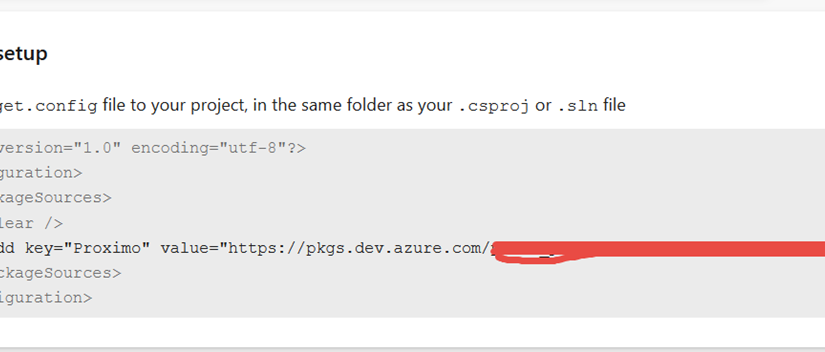 setup
get.config file to your project, in the same folder as your .csproj or .sln file
version="1.0" encoding="utf-8"?>
guration>
kageSources>
lear />
dd key="Proximo" value="https://pkgs.dev.azure.com/
ckageSources>
iguration>